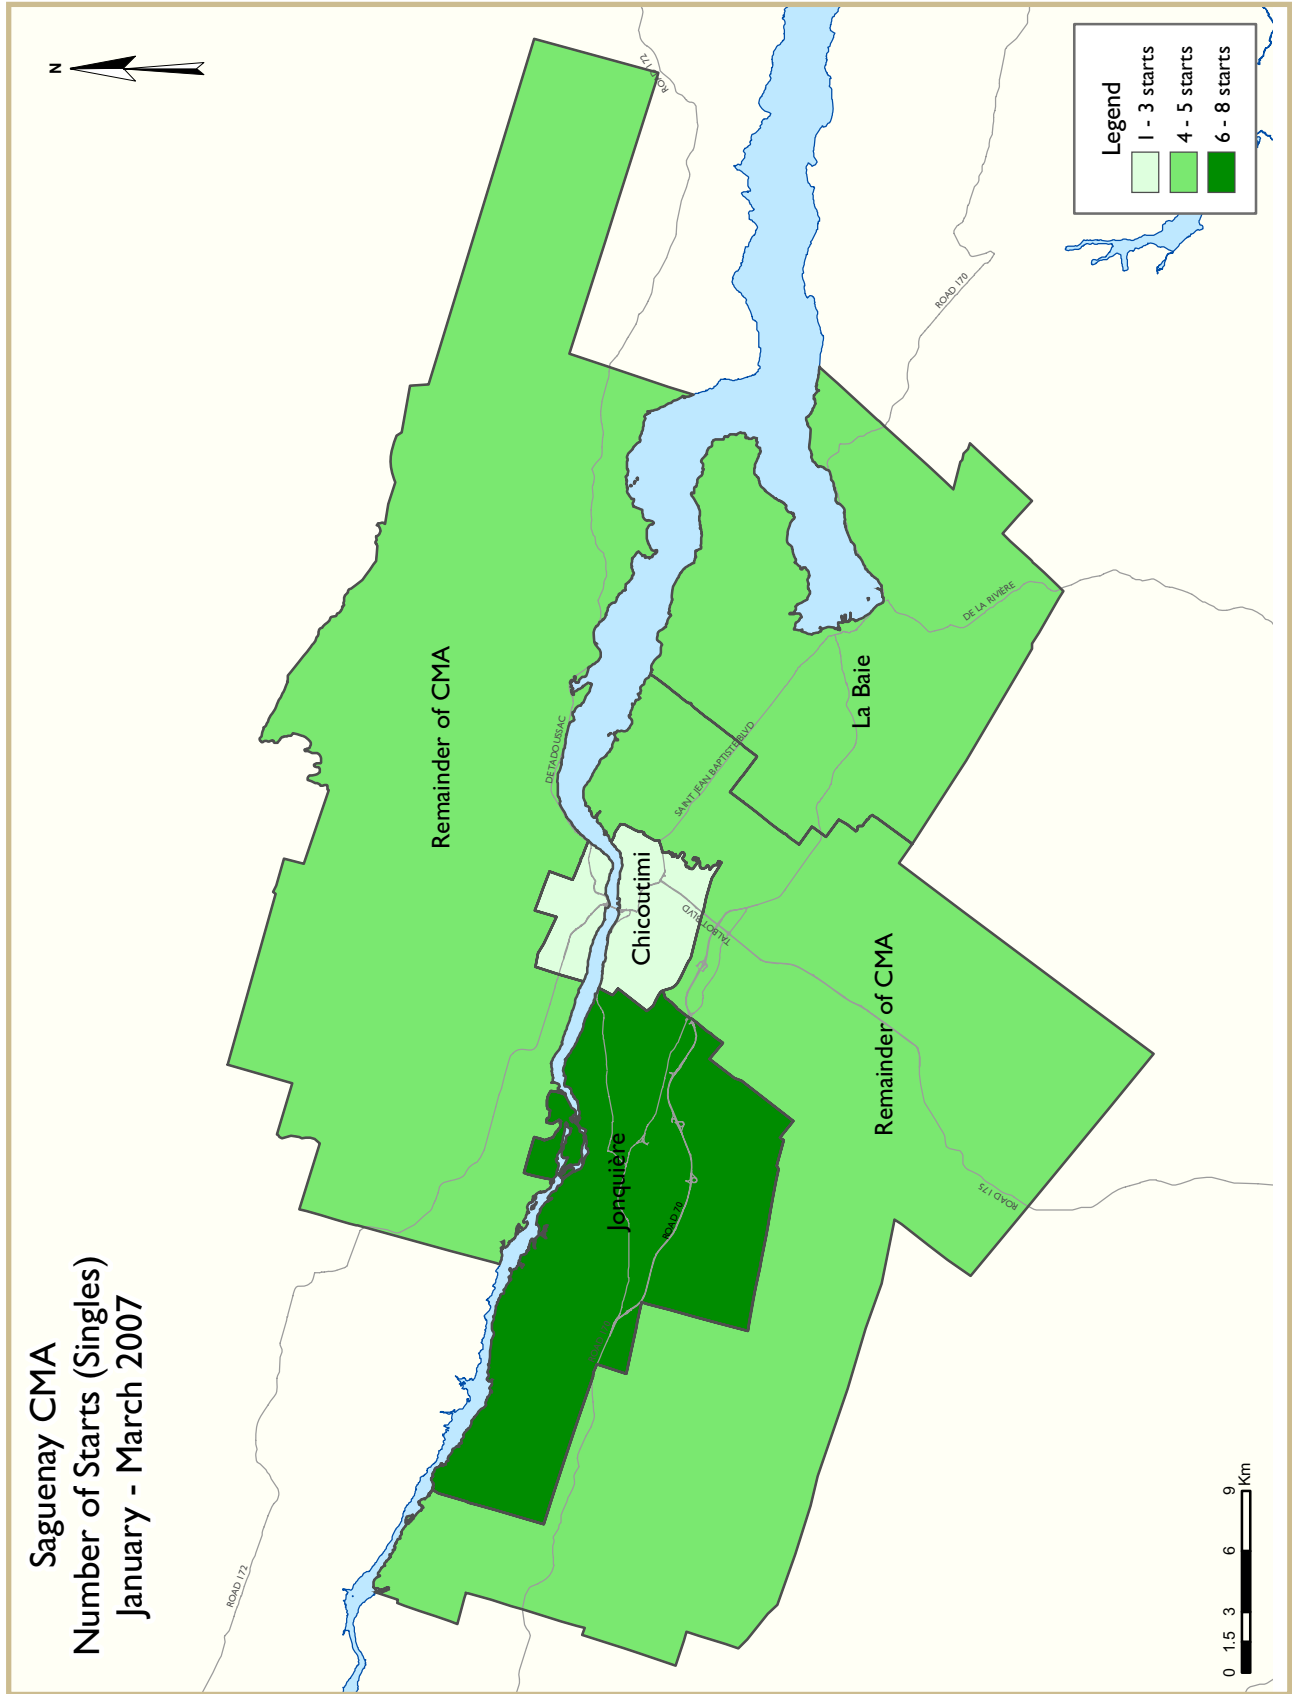 Saguenay CMA
Number of Starts (Singles)
January - March 2007
N
ROAD 172
ROAD 172
Remainder of CMA
DETADOUSSAC
SAINT JEAN BAPTISTE BLVD
Chicoutimi
TALBOT BLVD
La Baie
DE LA RIVIÈRE
ROAD 170
Jonquière
ROAD 70
Remainder of CMA
ROAD 175
Legend
1 - 3 starts
4 - 5 starts
6 - 8 starts
0 1.5 3 6 9 Km